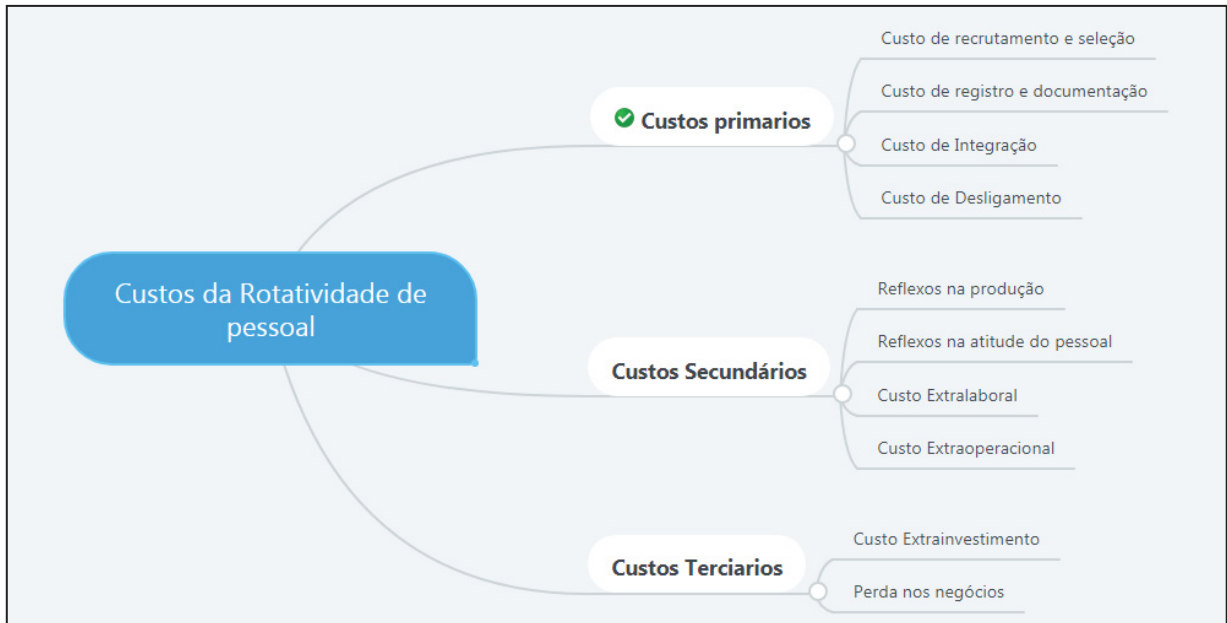 Custos da Rotatividade de
pessoal
Custos primarios
Custo de recrutamento e seleção
Custo de registro e documentação
Custo de Integração
Custo de Desligamento
Custos Secundários
Reflexos na produção
Reflexos na atitude do pessoal
Custo Extralaboral
Custo Extraoperacional
Custos Terciarios
Custo Extrainvestimento
Perda nos negócios